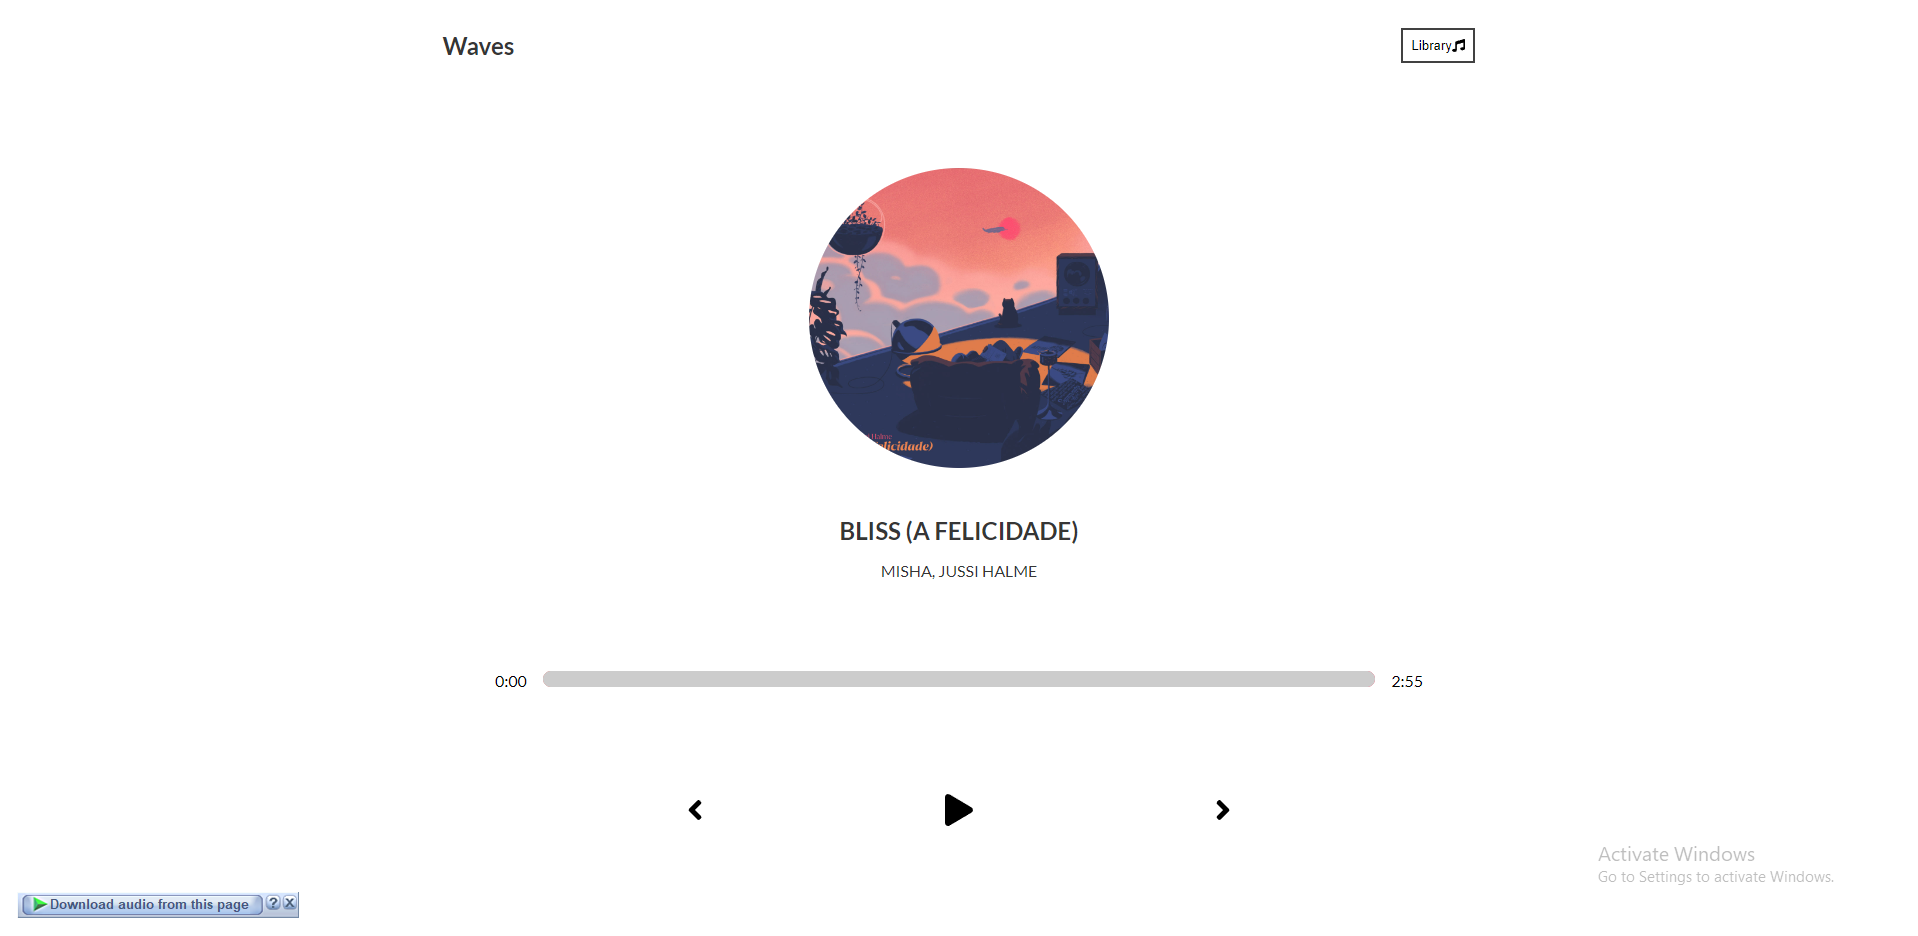 Waves
Library
Halme
licidade)
BLISS (A FELICIDADE)
MISHA, JUSSI HALME
0:00
2:55
Activate Windows
Go to Settings to activate Windows.
Download audio from this page ? X